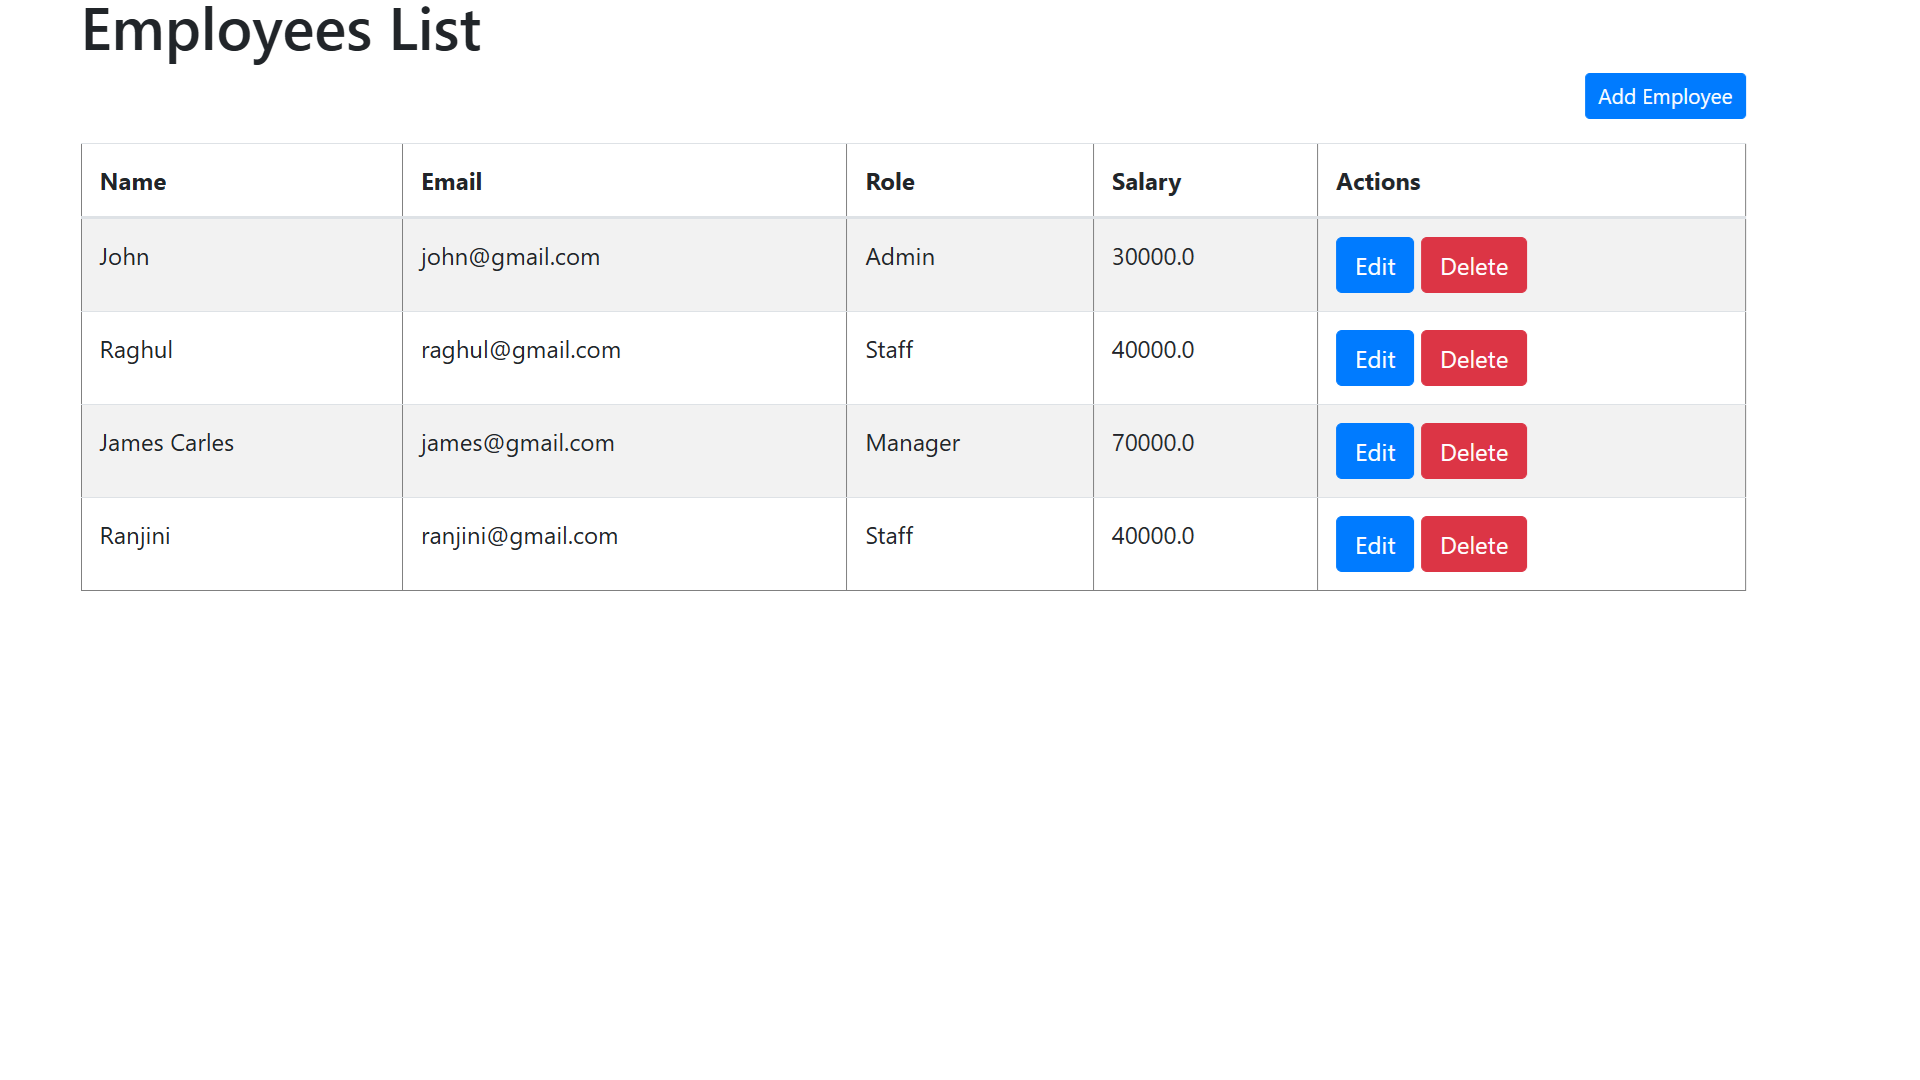 Employees List
Add Employee
Name Email Role Salary Actions
John john@gmail.com Admin 30000.0 Edit Delete
Raghul raghul@gmail.com Staff 40000.0 Edit Delete
James Carles james@gmail.com Manager 70000.0 Edit Delete
Ranjini ranjini@gmail.com Staff 40000.0 Edit Delete